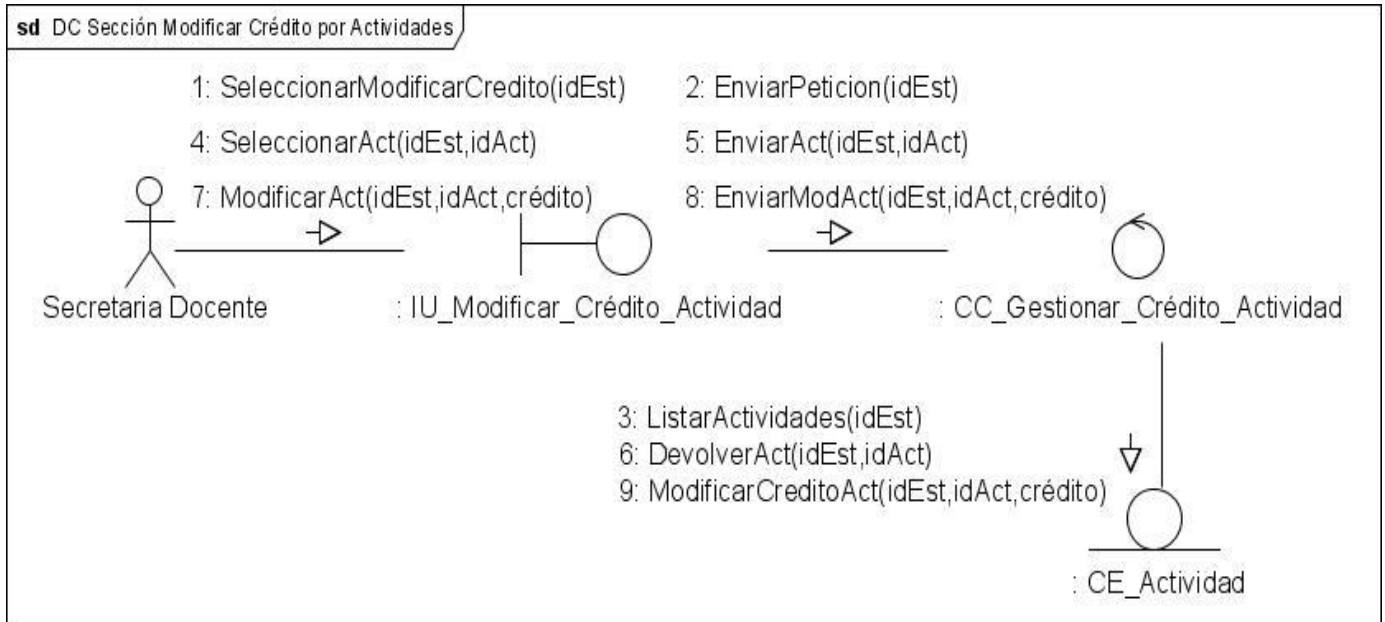 sd DC Sección Modificar Crédito por Actividades
1: SeleccionarModificarCredito(idEst)
4: SeleccionarAct(idEst,idAct)
7: ModificarAct(idEst,idAct,crédito)
2: EnviarPeticion(idEst)
5: EnviarAct(idEst,idAct)
8: EnviarModAct(idEst,idAct,crédito)
Secretaria Docente
: IU_Modificar_Crédito_Actividad
: CC_Gestionar_Crédito_Actividad
3: ListarActividades(idEst)
6: DevolverAct(idEst,idAct)
9: ModificarCreditoAct(idEst,idAct,crédito)
: CE_Actividad